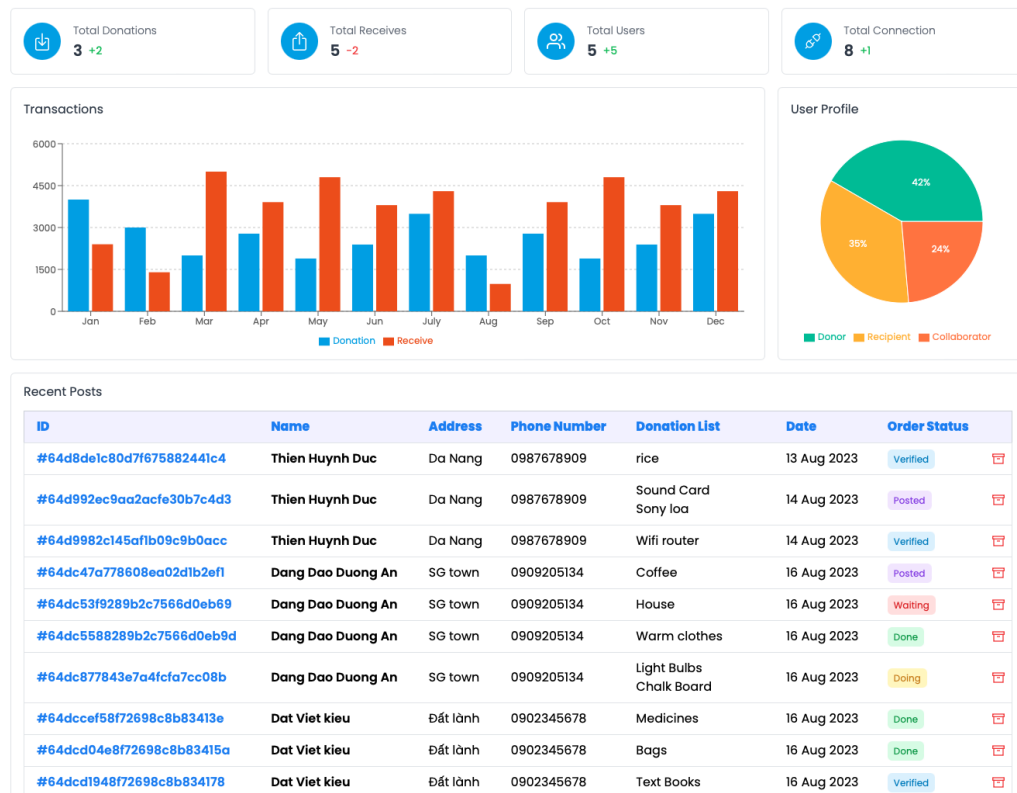 Total Donations
3 +2
Total Receives
5 -2
Total Users
5 +5
Total Connection
8 +1
Transactions
6000
4500
3000
1500
0
Jan Feb Mar Apr May Jun July Aug Sep Oct Nov Dec
Donation Receive
User Profile
42%
35%
24%
Donor Recipient Collaborator
Recent Posts
ID Name Address Phone Number Donation List Date Order Status
#64d8de1c80d7f675882441c4 Thien Huynh Duc Da Nang 0987678909 rice 13 Aug 2023 Verified
#64d992ec9aa2acfe30b7c4d3 Thien Huynh Duc Da Nang 0987678909 Sound Card 14 Aug 2023 Posted
Sony loa
#64d9982c145af1b09c9b0acc Thien Huynh Duc Da Nang 0987678909 Wifi router 14 Aug 2023 Verified
#64dc47a778608ea02d1b2ef1 Dang Dao Duong An SG town 0909205134 Coffee 16 Aug 2023 Posted
#64dc53f9289b2c7566d0eb69 Dang Dao Duong An SG town 0909205134 House 16 Aug 2023 Waiting
#64dc5588289b2c7566d0eb9d Dang Dao Duong An SG town 0909205134 Warm clothes 16 Aug 2023 Done
#64dc877843e7a4fcfa7cc08b Dang Dao Duong An SG town 0909205134 Light Bulbs 16 Aug 2023 Doing
Chalk Board
#64dccef58f72698c8b83413e Dat Viet kieu Đất lành 0902345678 Medicines 16 Aug 2023 Done
#64dcd04e8f72698c8b83415a Dat Viet kieu Đất lành 0902345678 Bags 16 Aug 2023 Done
#64dcd1948f72698c8b834178 Dat Viet kieu Đất lành 0902345678 Text Books 16 Aug 2023 Verified